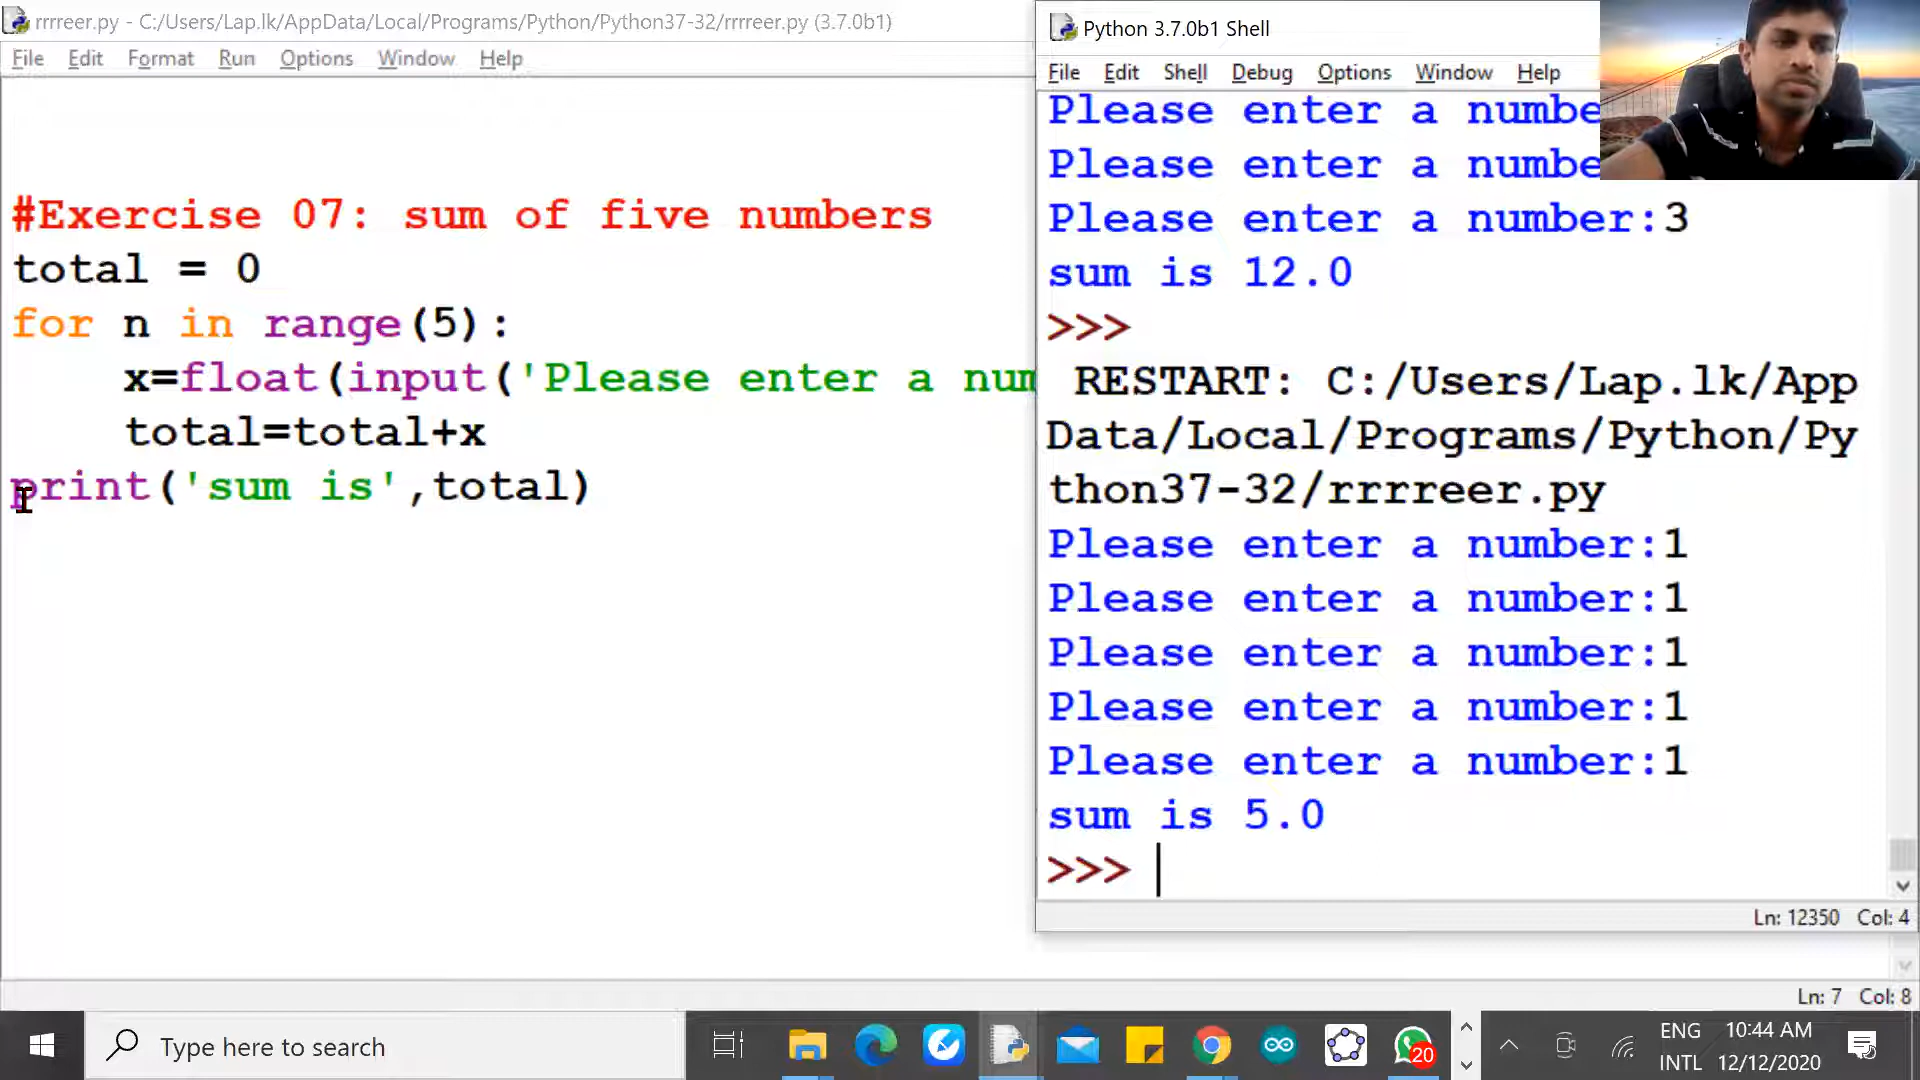 rrrreer.py - C:/Users/Lap.lk/AppData/Local/Programs/Python/Python37-32/rrrreer.py (3.7.0b1)
File Edit Format Run Options Window Help
#Exercise 07: sum of five numbers
total = 0
for n in range(5):
x=float(input('Please enter a num
total=total+x
print('sum is',total)
Ln: 7 Col: 8
Python 3.7.0b1 Shell
File Edit Shell Debug Options Window Help
Please enter a numbe
Please enter a numbe
Please enter a number:3
sum is 12.0
>>>
RESTART: C:/Users/Lap.lk/App
Data/Local/Programs/Python/Py
thon37-32/rrrreer.py
Please enter a number:1
Please enter a number:1
Please enter a number:1
Please enter a number:1
Please enter a number:1
sum is 5.0
>>>
Ln: 12350 Col: 4
Type here to search
20
ENG
INTL
10:44 AM
12/12/2020